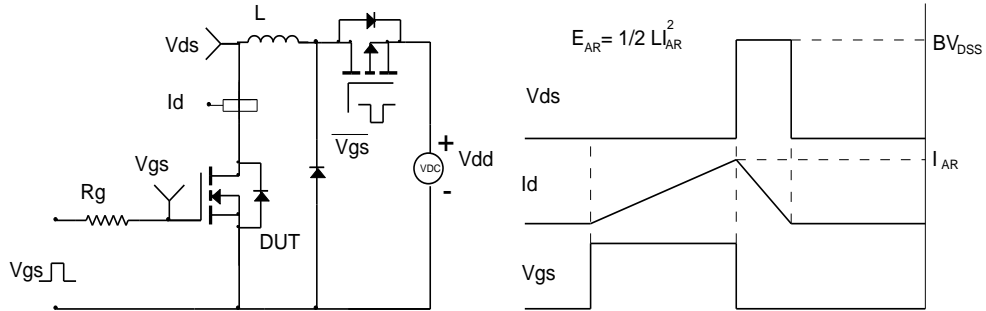 L
Vds
Id
Vgs
Rg
DUT
Vgs
Vgs
+
VDC
-
Vdd
E_AR= 1/2 LI_AR^2
BV_DSS
Vds
I_AR
Id
Vgs